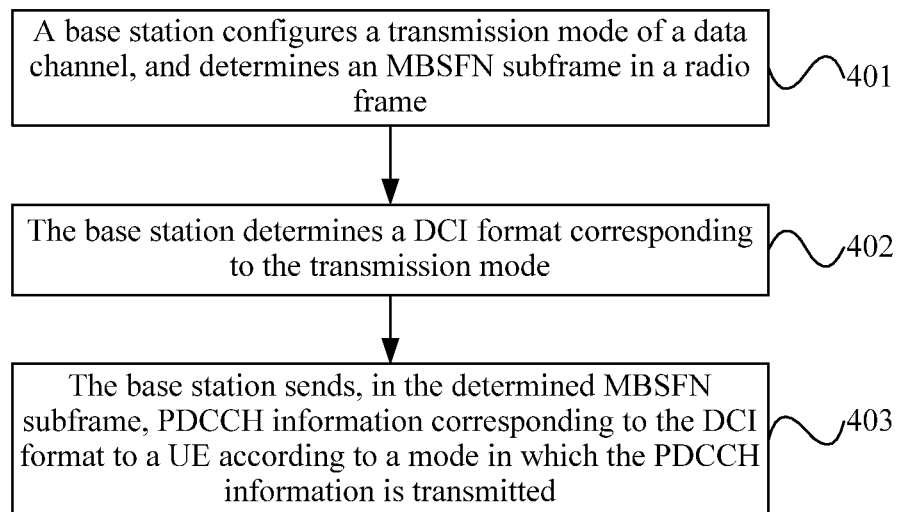 A base station configures a transmission mode of a data
channel, and determines an MBSFN subframe in a radio
frame
401
The base station determines a DCI format corresponding
to the transmission mode
402
The base station sends, in the determined MBSFN
subframe, PDCCH information corresponding to the DCI
format to a UE according to a mode in which the PDCCH
information is transmitted
403